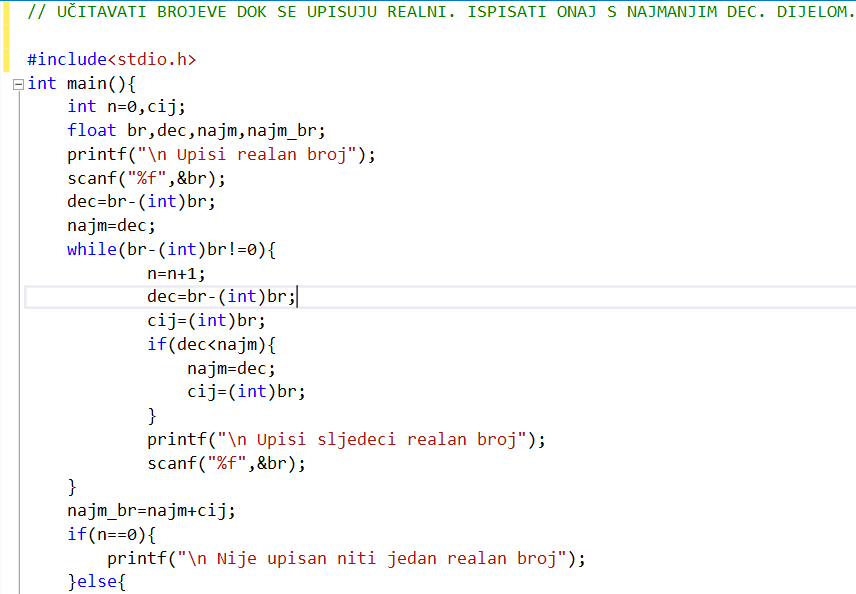 // UČITAVATI BROJEVE DOK SE UPISUJU REALNI. ISPISATI ONAJ S NAJMANJIM DEC. DIJELOM.
#include<stdio.h>
int main(){
    int n=0,cij;
    float br,dec,najm,najm_br;
    printf("\n Upisi realan broj");
    scanf("%f",&br);
    dec=br-(int)br;
    najm=dec;
    while(br-(int)br!=0){
            n=n+1;
            dec=br-(int)br;
            cij=(int)br;
            if(dec<najm){
                najm=dec;
                cij=(int)br;
            }
            printf("\n Upisi sljedeci realan broj");
            scanf("%f",&br);
    }
    najm_br=najm+cij;
    if(n==0){
        printf("\n Nije upisan niti jedan realan broj");
    }else{